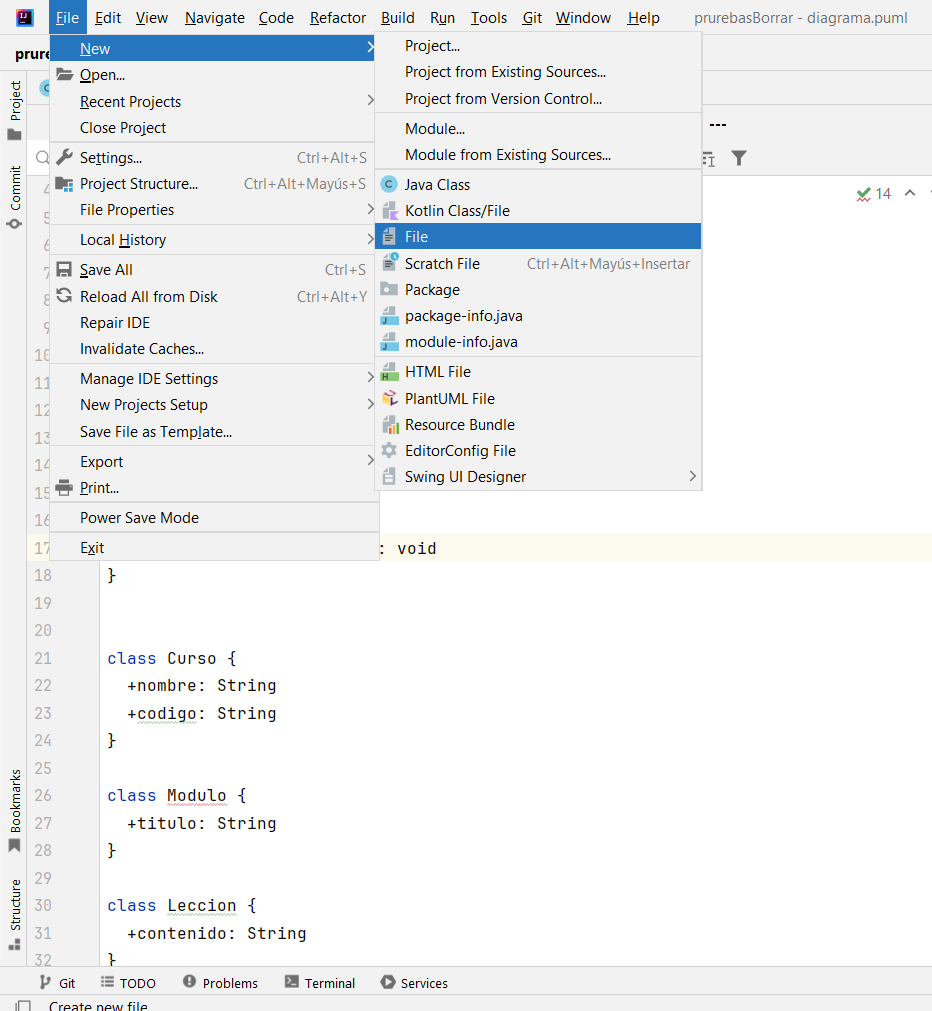 File Edit View Navigate Code Refactor Build Run Tools Git Window Help prurebasBorrar - diagrama.puml
New
Open...
Recent Projects
Close Project
Settings... Ctrl+Alt+S
Project Structure... Ctrl+Alt+Mayús+S
File Properties
Local History
Save All Ctrl+S
Reload All from Disk Ctrl+Alt+Y
Repair IDE
Invalidate Caches...
Manage IDE Settings
New Projects Setup
Save File as Template...
Export
Print...
Power Save Mode
Exit
Project...
Project from Existing Sources...
Project from Version Control...
Module...
Module from Existing Sources...
Java Class
Kotlin Class/File
File
Scratch File Ctrl+Alt+Mayús+Insertar
Package
package-info.java
module-info.java
HTML File
PlantUML File
Resource Bundle
EditorConfig File
Swing UI Designer
Project
Commit
Bookmarks
Structure
---
14
10
11
12
13
14
15
16
17 : void
18 }
19
20
21 class Curso {
22 +nombre: String
23 +codigo: String
24 }
25
26 class Modulo {
27 +titulo: String
28 }
29
30 class Leccion {
31 +contenido: String
32 }
Git TODO Problems Terminal Services
Create new file